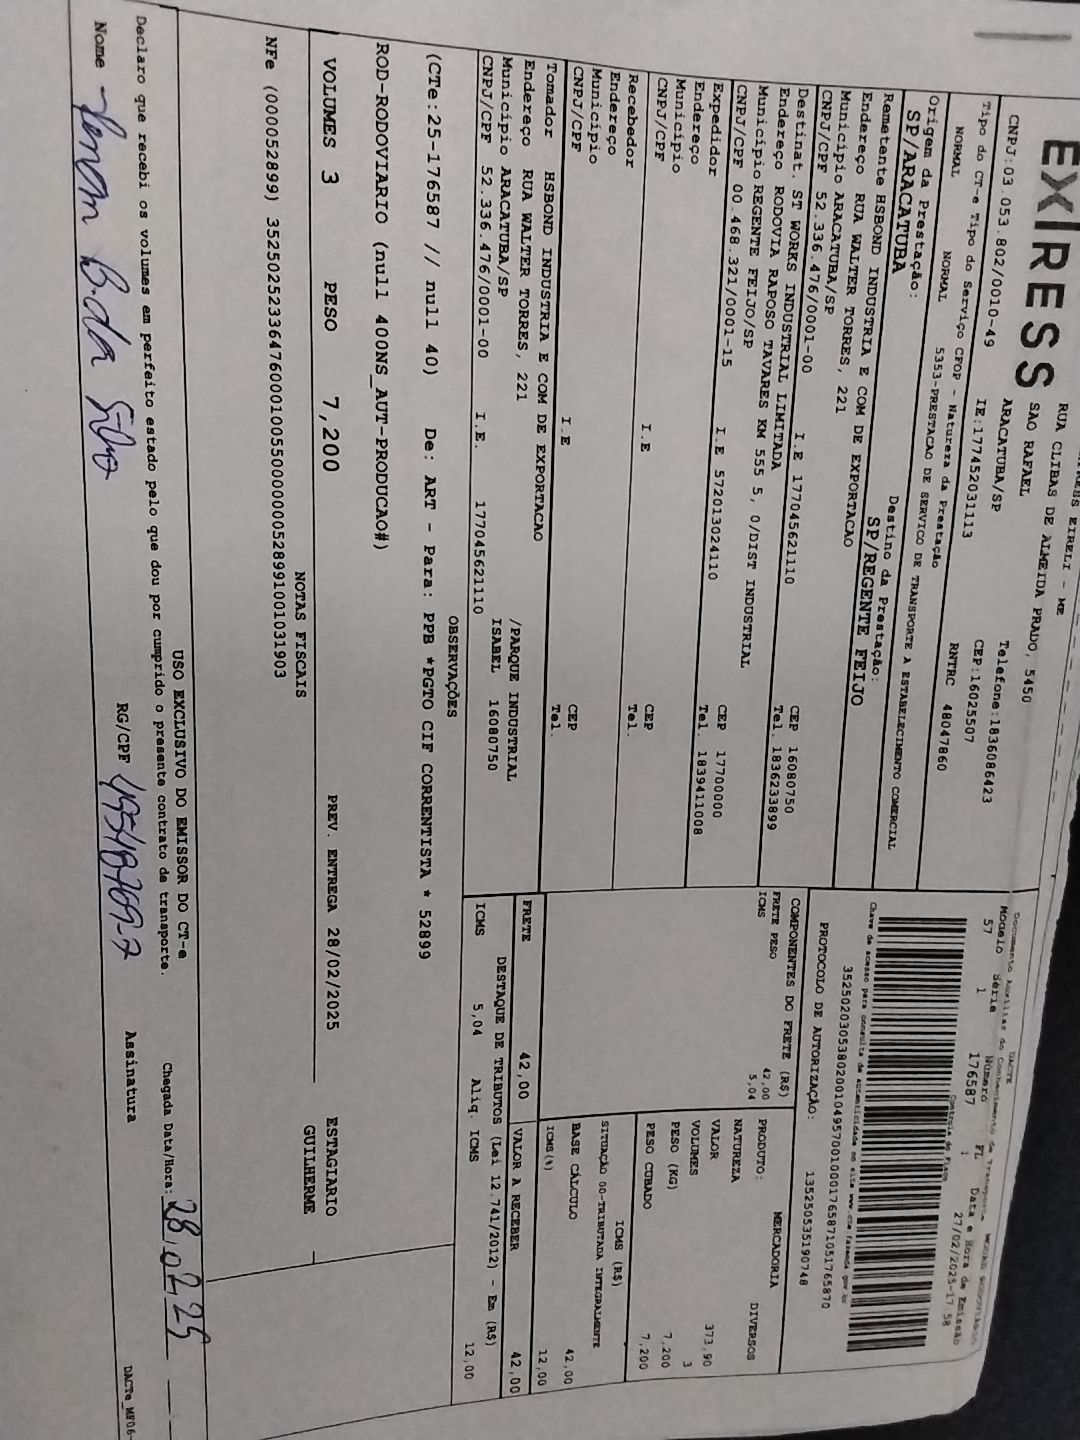 EXIRESS
RUA CLIBAS DE ALMEIDA PRADO, 5450
SAO RAFAEL
ARACATUBA/SP
Telefone:1836086423
CNPJ:03.053.802/0010-49 IE:177452031113 CEP:16025507
RNTRC 48047860
Tipo do CT-e Tipo do Serviço CFOP - Natureza da Prestação
NORMAL NORMAL 5353-PRESTACAO DE SERVICO DE TRANSPORTE A ESTABELECIMENTO COMERCIAL
Origem da Prestação: Destino da Prestação:
SP/ARACATUBA SP/REGENTE FEIJO
Remetente HSBOND INDUSTRIA E COM DE EXPORTACAO
Endereço RUA WALTER TORRES, 221
Município ARACATUBA/SP CEP 16080750
CNPJ/CPF 52.336.476/0001-00 I.E 177045621110 Tel. 1836233899
Destinat. ST WORKS INDUSTRIAL LIMITADA
Endereço RODOVIA RAPOSO TAVARES KM 555 5, 0/DIST INDUSTRIAL
Município REGENTE FEIJO/SP CEP 17700000
CNPJ/CPF 00.468.321/0001-15 I.E 572013024110 Tel. 1839411008
Expedidor
Endereço
Município CEP
CNPJ/CPF I.E Tel.
Recebedor
Endereço
Município CEP
CNPJ/CPF I.E Tel.
Tomador HSBOND INDUSTRIA E COM DE EXPORTACAO
Endereço RUA WALTER TORRES, 221 /PARQUE INDUSTRIAL
Município ARACATUBA/SP ISABEL 16080750
CNPJ/CPF 52.336.476/0001-00 I.E. 177045621110
DACTE
Documento Auxiliar do Conhecimento de Transporte
Modelo Série Número FL Data e Hora de Emissão
57 1 176587 1 27/02/2025-17 58
Controle do Fisco
Chave de acesso para consulta de autenticidade no site www.cte.fazenda.gov.br
PROTOCOLO DE AUTORIZAÇÃO: 135250535190748
COMPONENTES DO FRETE (R$)
FRETE PESO 42,00
ICMS 5,04
PRODUTO: MERCADORIA
NATUREZA DIVERSOS
VALOR 373,90
VOLUMES 3
PESO (KG) 7,200
PESO CUBADO 7,200
ICMS (R$)
SITUAÇÃO 00-TRIBUTADA INTEGRALMENTE
BASE CÁLCULO 42,00
ICMS(%) 12,00
FRETE 42,00 VALOR A RECEBER 42,00
DESTAQUE DE TRIBUTOS (Lei 12.741/2012) - Em (R$)
ICMS 5,04 Aliq. ICMS 12,00
OBSERVAÇÕES
(CTe:25-176587 // null 40) De: ART - Para: PPB *PGTO CIF CORRENTISTA * 52899
ROD-RODOVIARIO (null 400NS_AUT-PRODUCAO#)
VOLUMES 3 PESO 7,200 PREV. ENTREGA 28/02/2025 ESTAGIARIO
GUILHERME
NOTAS FISCAIS
NFe (000052899) 35250252336476000100550000000528991001031903
USO EXCLUSIVO DO EMISSOR DO CT-e
Declaro que recebi os volumes em perfeito estado pelo que dou por cumprido o presente contrato de transporte. Chegada Data/Hora: 28.02.25
Nome RG/CPF Assinatura